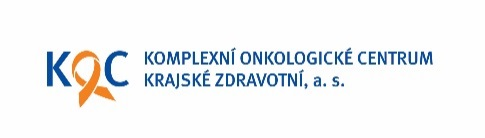 KOC
KOMPLEXNÍ ONKOLOGICKÉ CENTRUM
KRAJSKÉ ZDRAVOTNÍ, a. s.